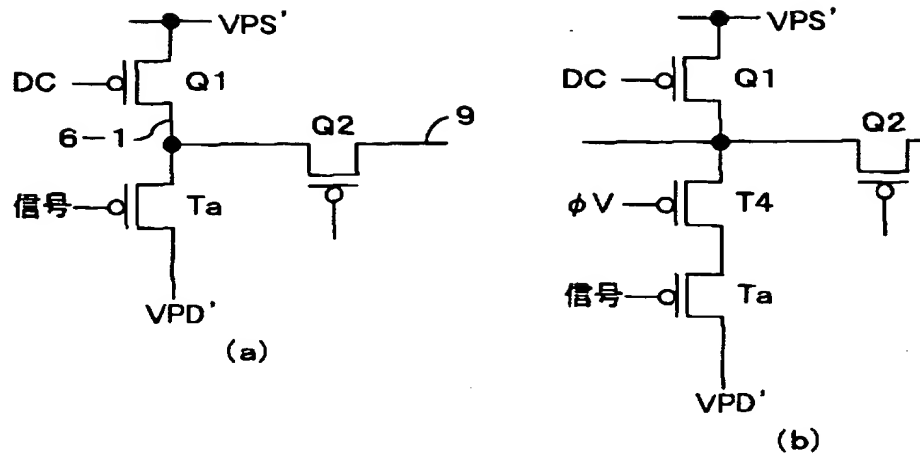 VPS'
DC
Q1
6-1
Q2
9
信号
Ta
VPD'
(a)
VPS'
DC
Q1
Q2
φV
T4
信号
Ta
VPD'
(b)